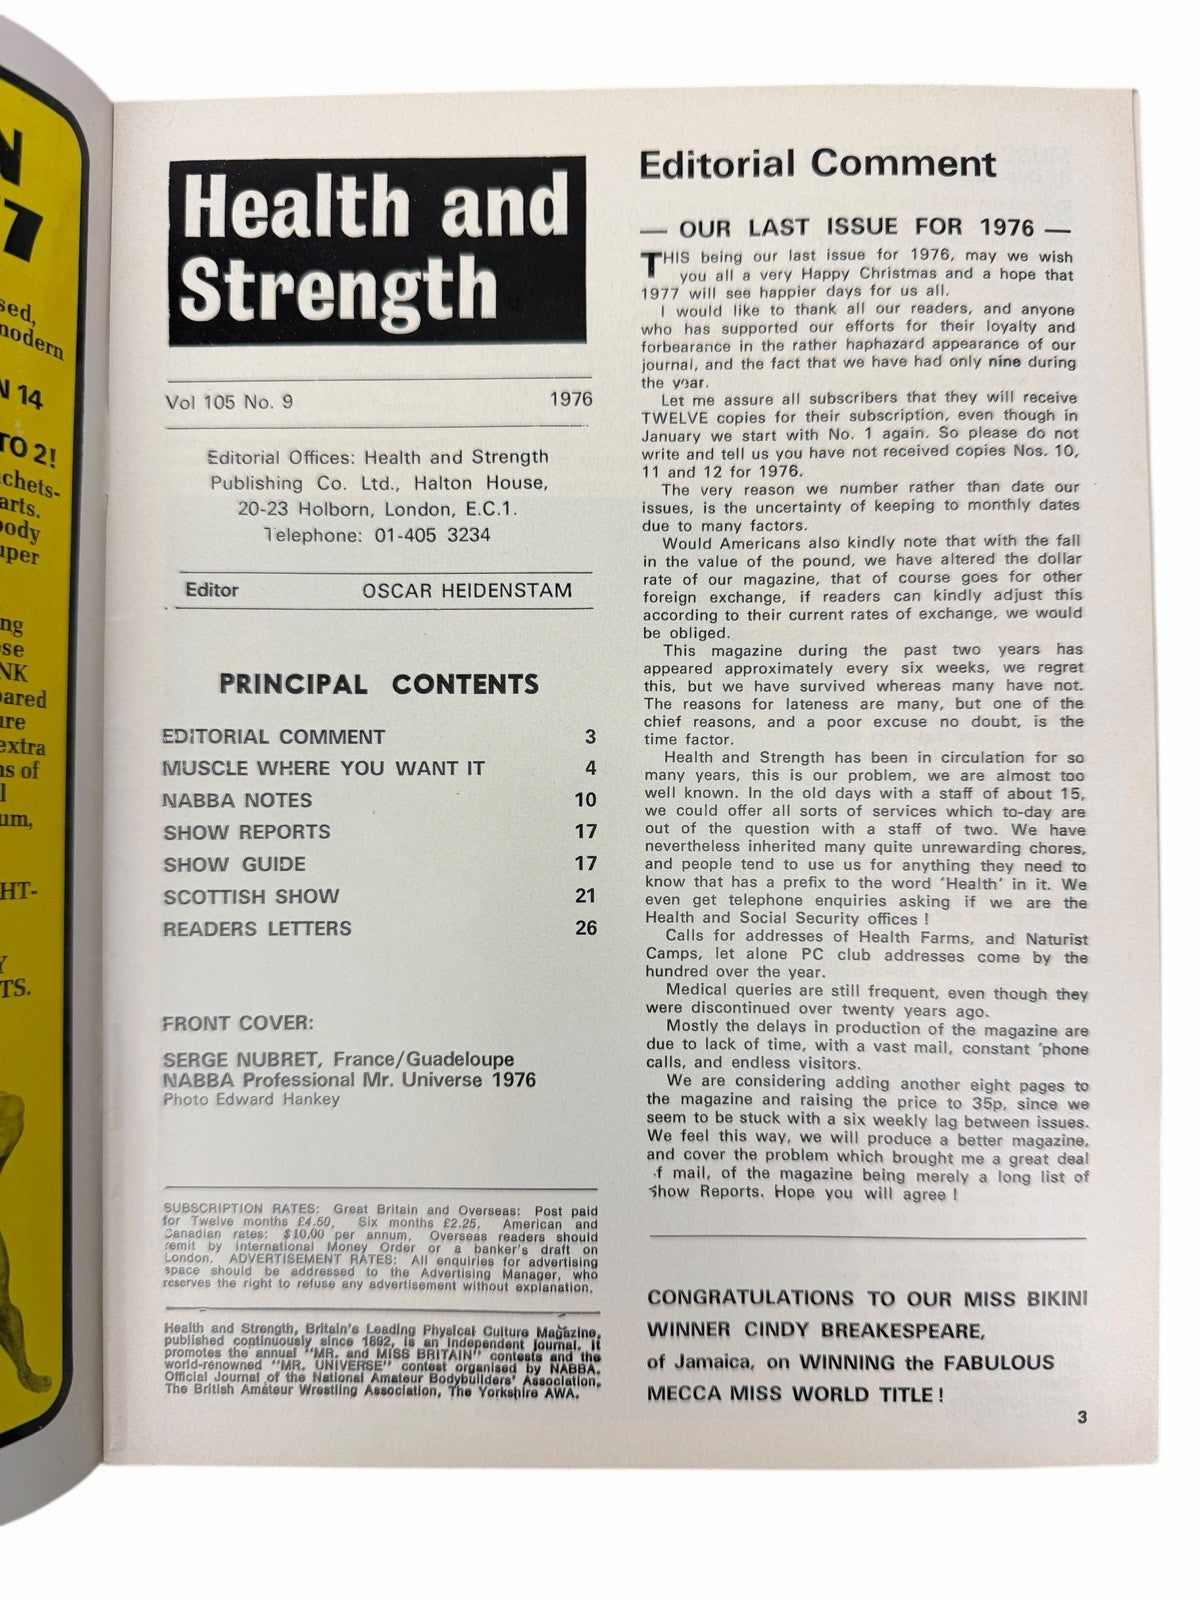 N
7
sed,
modern
N 14
TO 2!
chets-
arts.
body
uper
ng
se
NK
pared
ure
extra
ns of
l
um,
HT-
Y
TS.
Health and
Strength
Vol 105 No. 9 1976
Editorial Offices: Health and Strength
Publishing Co. Ltd., Halton House,
20-23 Holborn, London, E.C.1.
Telephone: 01-405 3234
Editor OSCAR HEIDENSTAM
PRINCIPAL CONTENTS
EDITORIAL COMMENT 3
MUSCLE WHERE YOU WANT IT 4
NABBA NOTES 10
SHOW REPORTS 17
SHOW GUIDE 17
SCOTTISH SHOW 21
READERS LETTERS 26
FRONT COVER:
SERGE NUBRET, France/Guadeloupe
NABBA Professional Mr. Universe 1976
Photo Edward Hankey
SUBSCRIPTION RATES: Great Britain and Overseas: Post paid
for Twelve months £4.50, Six months £2.25. American and
Canadian rates: $10.00 per annum. Overseas readers should
remit by International Money Order or a banker's draft on
London. ADVERTISEMENT RATES: All enquiries for advertising
space should be addressed to the Advertising Manager, who
reserves the right to refuse any advertisement without explanation.
Health and Strength, Britain's Leading Physical Culture Magazine,
published continuously since 1892, is an independent journal. It
promotes the annual "MR. and MISS BRITAIN" contests and the
world-renowned "MR. UNIVERSE" contest organised by NABBA.
Official Journal of the National Amateur Bodybuilders' Association,
The British Amateur Wrestling Association, The Yorkshire AWA.
Editorial Comment
— OUR LAST ISSUE FOR 1976 —
THIS being our last issue for 1976, may we wish
you all a very Happy Christmas and a hope that
1977 will see happier days for us all.
I would like to thank all our readers, and anyone
who has supported our efforts for their loyalty and
forbearance in the rather haphazard appearance of our
journal, and the fact that we have had only nine during
the year.
Let me assure all subscribers that they will receive
TWELVE copies for their subscription, even though in
January we start with No. 1 again. So please do not
write and tell us you have not received copies Nos. 10,
11 and 12 for 1976.
The very reason we number rather than date our
issues, is the uncertainty of keeping to monthly dates
due to many factors.
Would Americans also kindly note that with the fall
in the value of the pound, we have altered the dollar
rate of our magazine, that of course goes for other
foreign exchange, if readers can kindly adjust this
according to their current rates of exchange, we would
be obliged.
This magazine during the past two years has
appeared approximately every six weeks, we regret
this, but we have survived whereas many have not.
The reasons for lateness are many, but one of the
chief reasons, and a poor excuse no doubt, is the
time factor.
Health and Strength has been in circulation for so
many years, this is our problem, we are almost too
well known. In the old days with a staff of about 15,
we could offer all sorts of services which to-day are
out of the question with a staff of two. We have
nevertheless inherited many quite unrewarding chores,
and people tend to use us for anything they need to
know that has a prefix to the word 'Health' in it. We
even get telephone enquiries asking if we are the
Health and Social Security offices !
Calls for addresses of Health Farms, and Naturist
Camps, let alone PC club addresses come by the
hundred over the year.
Medical queries are still frequent, even though they
were discontinued over twenty years ago.
Mostly the delays in production of the magazine are
due to lack of time, with a vast mail, constant 'phone
calls, and endless visitors.
We are considering adding another eight pages to
the magazine and raising the price to 35p, since we
seem to be stuck with a six weekly lag between issues.
We feel this way, we will produce a better magazine,
and cover the problem which brought me a great deal
f mail, of the magazine being merely a long list of
Show Reports. Hope you will agree !
CONGRATULATIONS TO OUR MISS BIKINI
WINNER CINDY BREAKESPEARE,
of Jamaica, on WINNING the FABULOUS
MECCA MISS WORLD TITLE !
3